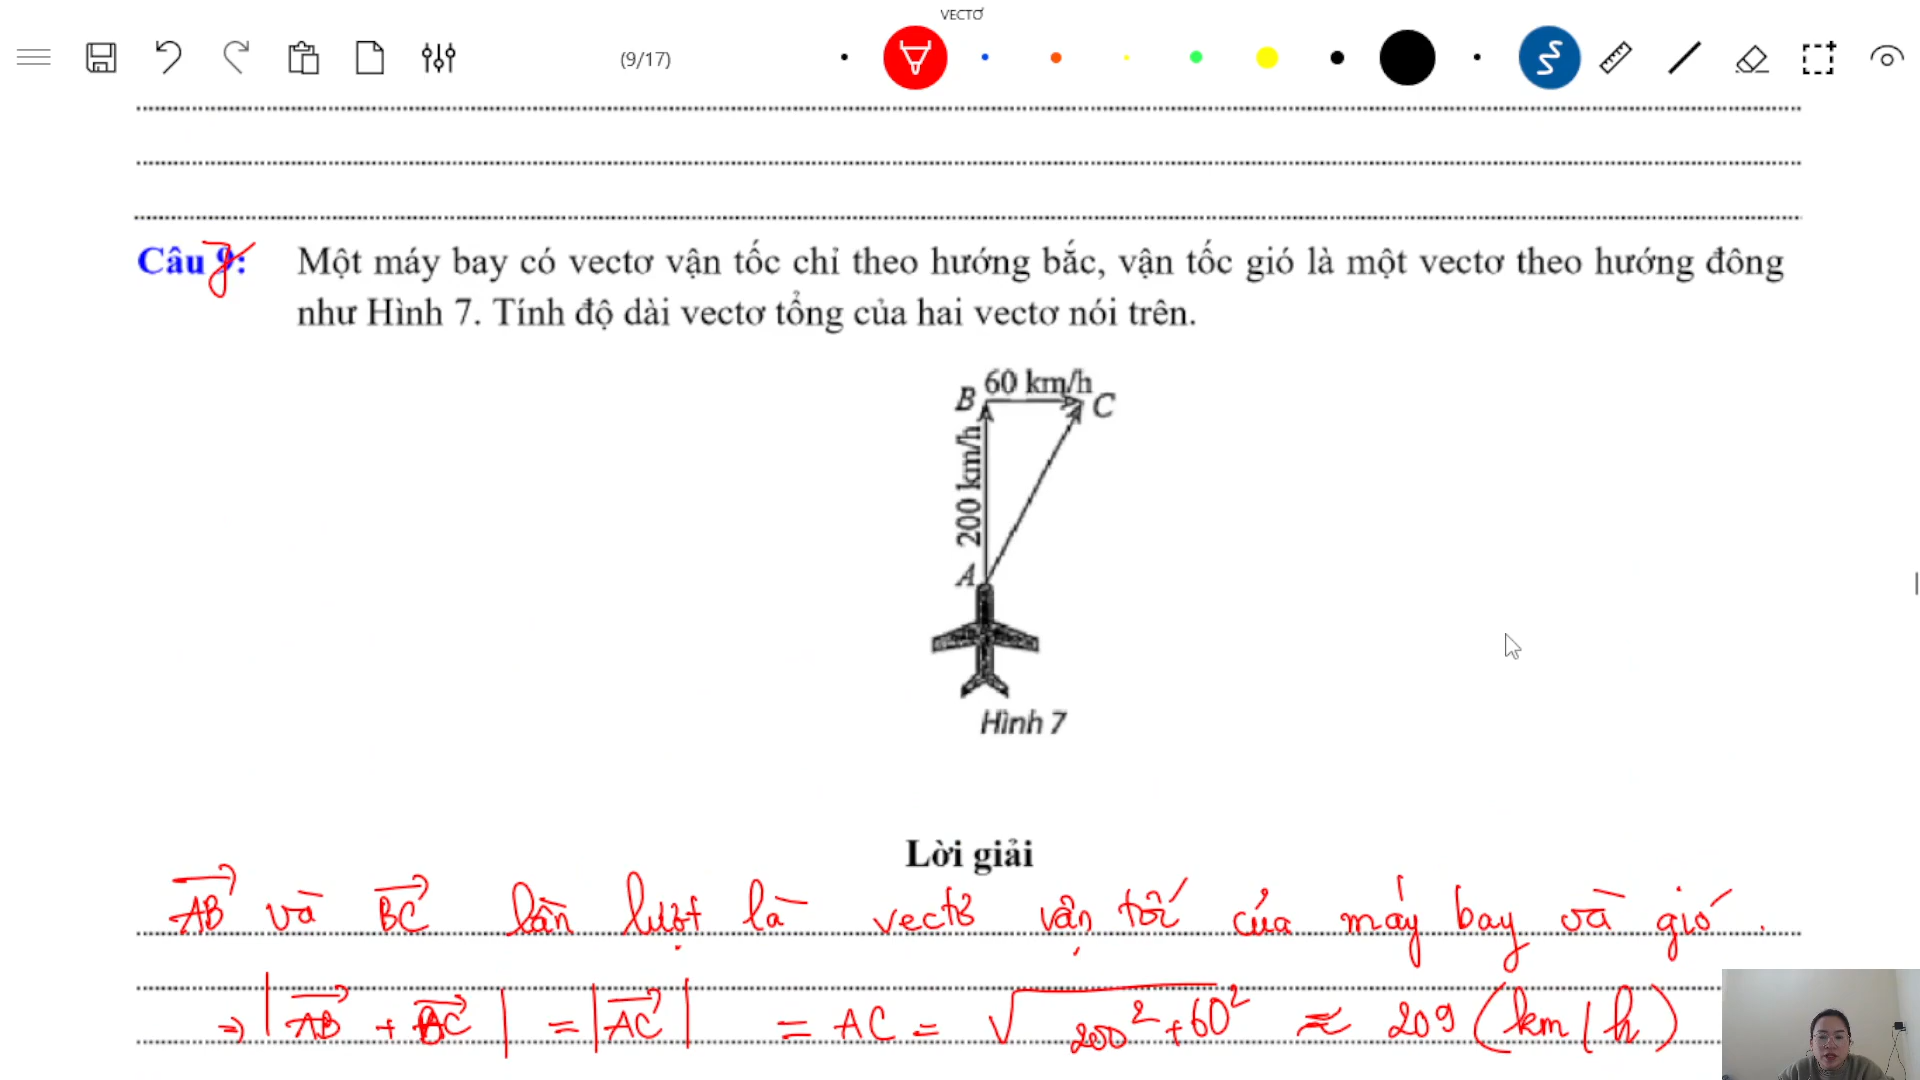 VECTƠ
(9/17)
Câu 9: Một máy bay có vectơ vận tốc chỉ theo hướng bắc, vận tốc gió là một vectơ theo hướng đông
như Hình 7. Tính độ dài vectơ tổng của hai vectơ nói trên.
60 km/h
B
C
200 km/h
A
Hình 7
Lời giải
AB và BC lần lượt là vectơ vận tốc của máy bay và gió.
⇒ |AB + BC| = |AC| = AC = √200² + 60² ≈ 209 (km/h)